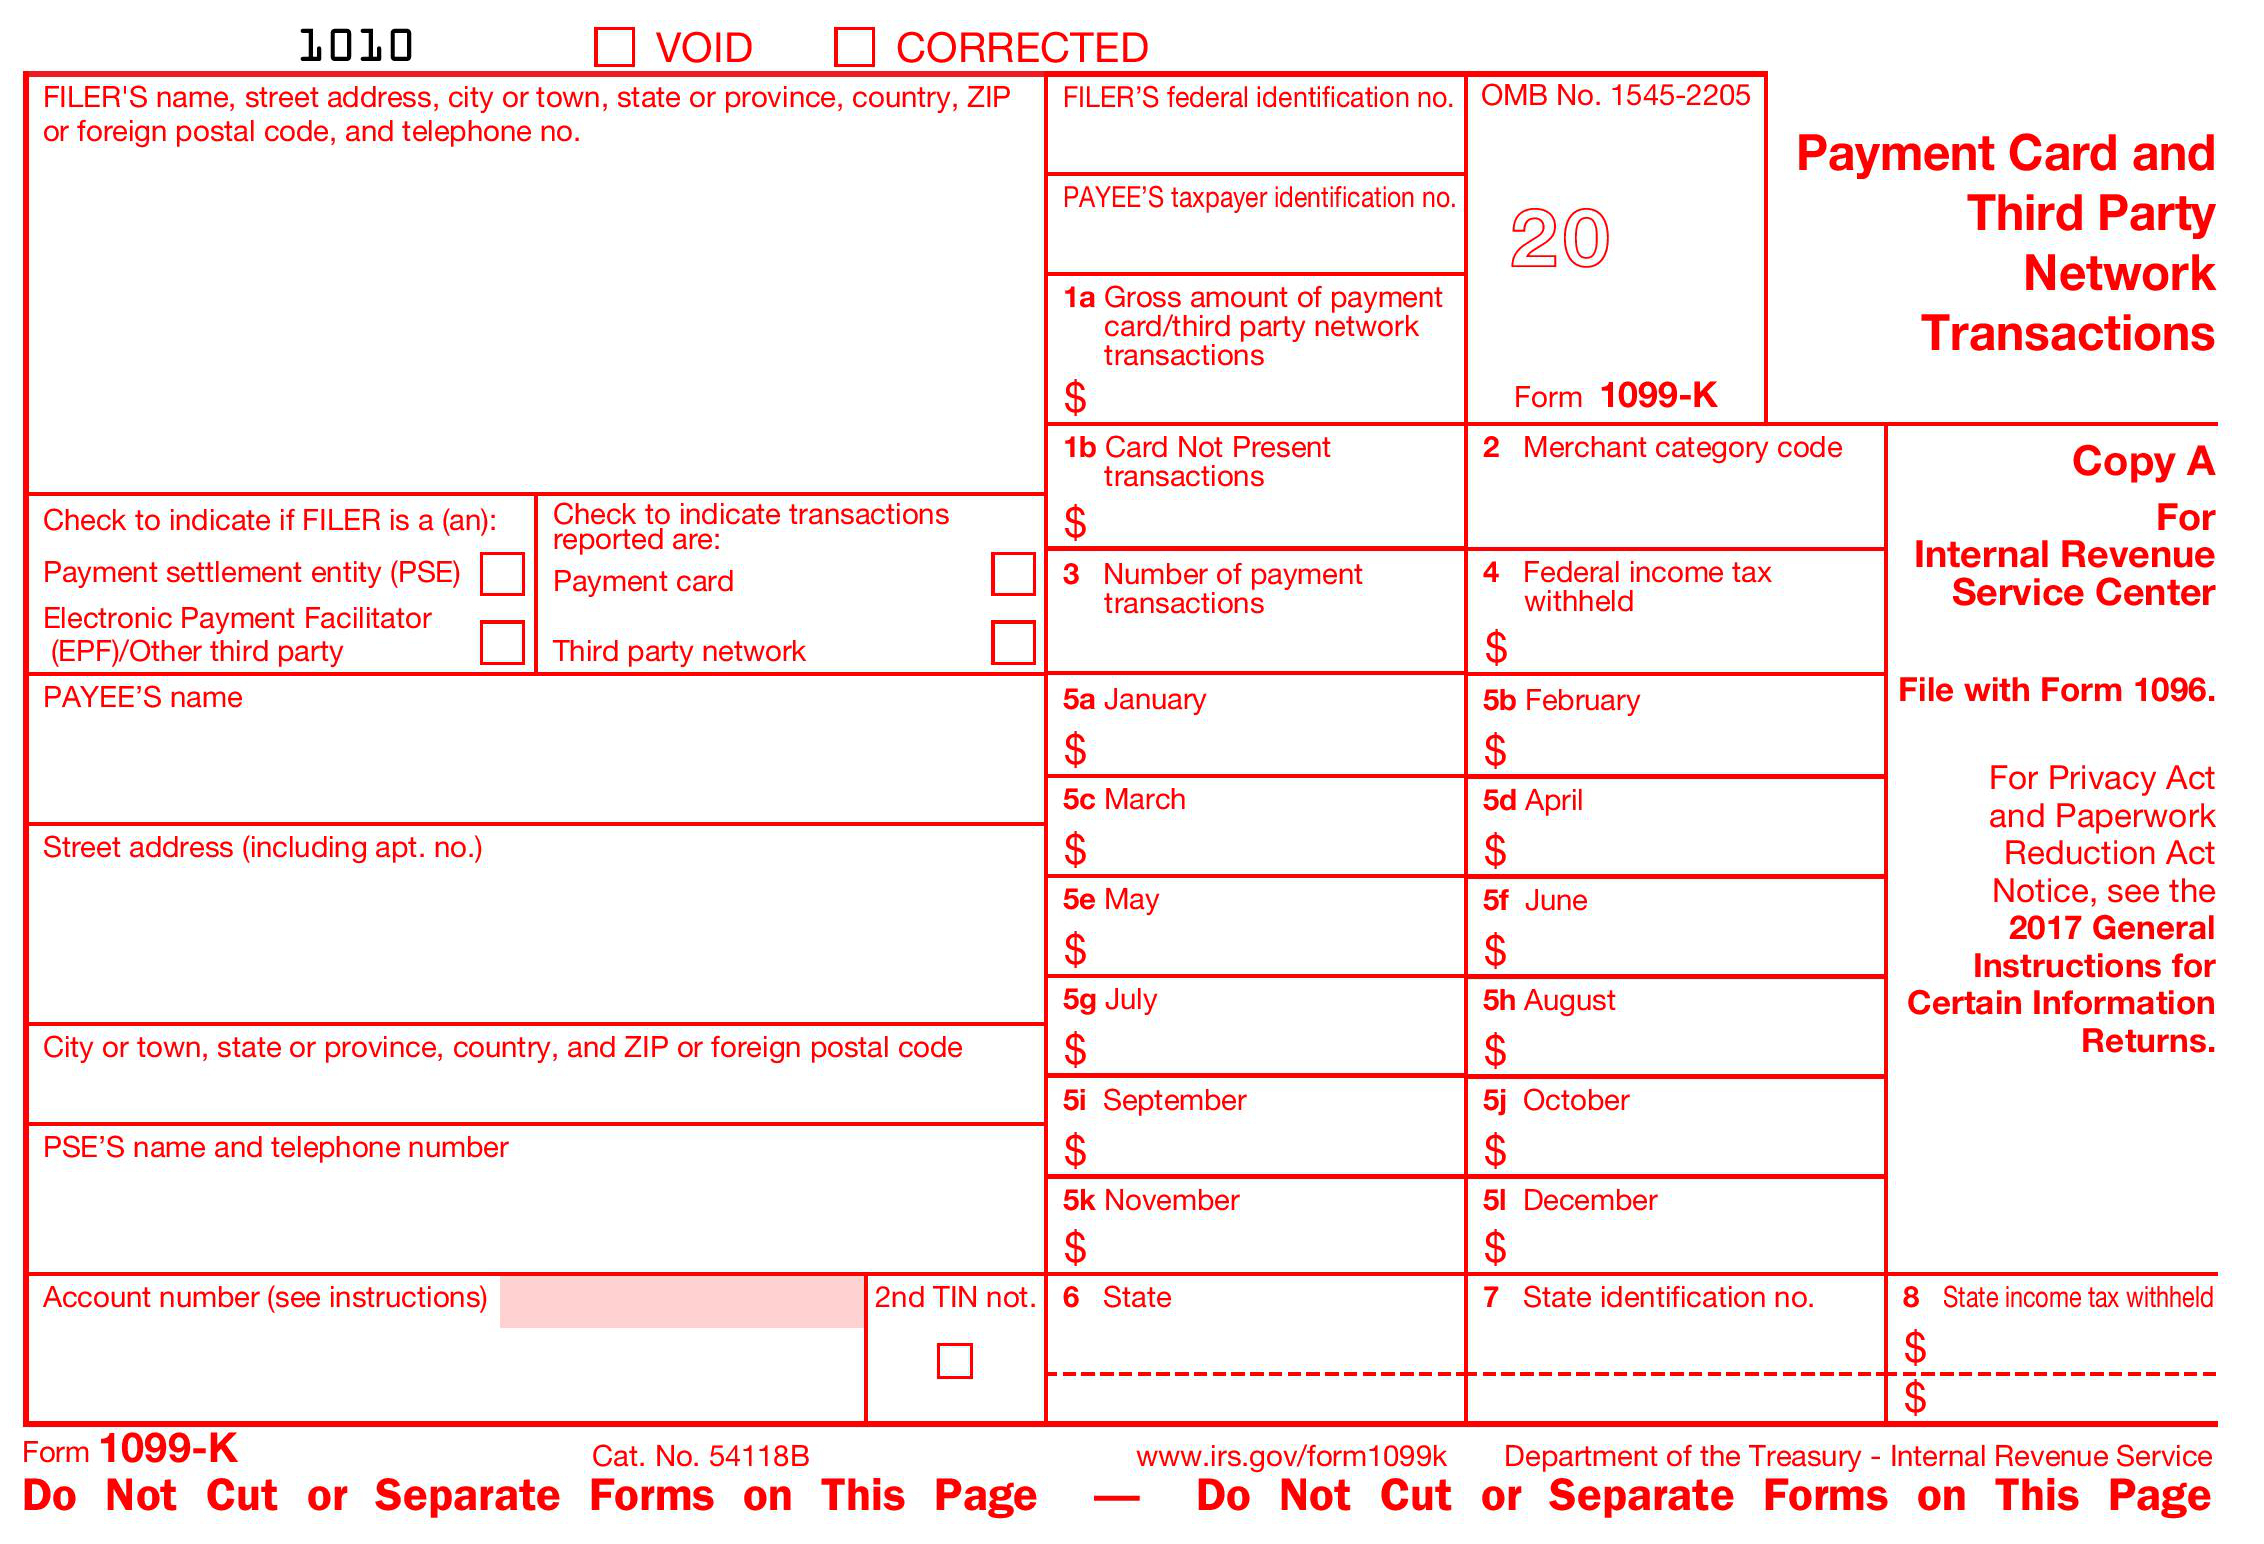 1010 VOID CORRECTED
FILER'S name, street address, city or town, state or province, country, ZIP
or foreign postal code, and telephone no.
FILER'S federal identification no.
PAYEE'S taxpayer identification no.
1a Gross amount of payment
card/third party network
transactions
$
OMB No. 1545-2205
20
Form 1099-K
Payment Card and
Third Party
Network
Transactions
1b Card Not Present
transactions
$
2 Merchant category code
Copy A
For
Internal Revenue
Service Center
File with Form 1096.
For Privacy Act
and Paperwork
Reduction Act
Notice, see the
2017 General
Instructions for
Certain Information
Returns.
Check to indicate if FILER is a (an):
Payment settlement entity (PSE)
Electronic Payment Facilitator
(EPF)/Other third party
Check to indicate transactions
reported are:
Payment card
Third party network
3 Number of payment
transactions
4 Federal income tax
withheld
$
PAYEE'S name
Street address (including apt. no.)
City or town, state or province, country, and ZIP or foreign postal code
PSE'S name and telephone number
5a January
$
5b February
$
5c March
$
5d April
$
5e May
$
5f June
$
5g July
$
5h August
$
5i September
$
5j October
$
5k November
$
5l December
$
Account number (see instructions)
2nd TIN not.
6 State
7 State identification no.
8 State income tax withheld
$
$
Form 1099-K Cat. No. 54118B www.irs.gov/form1099k Department of the Treasury - Internal Revenue Service
Do Not Cut or Separate Forms on This Page — Do Not Cut or Separate Forms on This Page